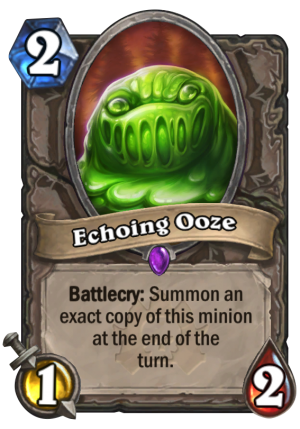 2
Echoing Ooze
Battlecry: Summon an
exact copy of this minion
at the end of the
turn.
1
2